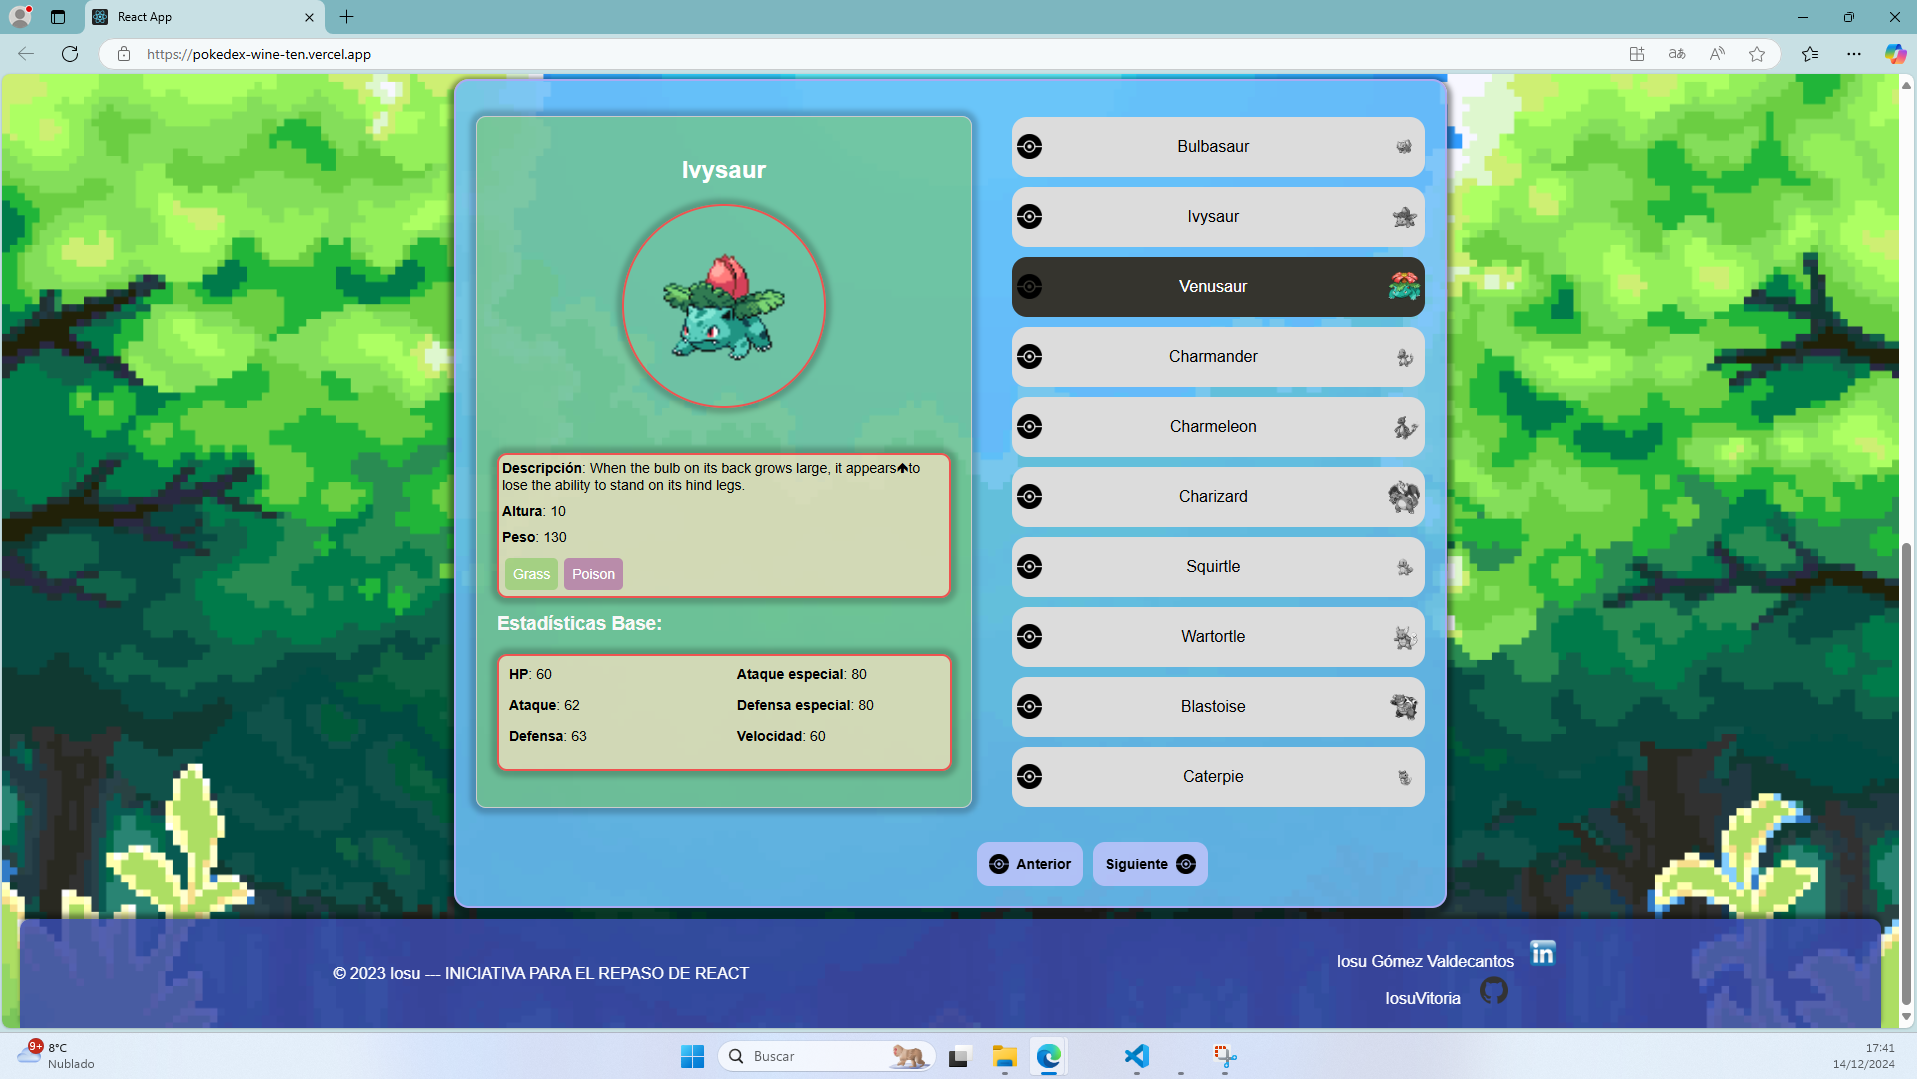 React App
https://pokedex-wine-ten.vercel.app
Ivysaur
Descripción: When the bulb on its back grows large, it appears🡩to
lose the ability to stand on its hind legs.
Altura: 10
Peso: 130
Grass Poison
Estadísticas Base:
HP: 60 Ataque especial: 80
Ataque: 62 Defensa especial: 80
Defensa: 63 Velocidad: 60
Bulbasaur
Ivysaur
Venusaur
Charmander
Charmeleon
Charizard
Squirtle
Wartortle
Blastoise
Caterpie
Anterior Siguiente
© 2023 Iosu --- INICIATIVA PARA EL REPASO DE REACT
Iosu Gómez Valdecantos in
IosuVitoria
9+ 8°C
Nublado
Buscar
17:41
14/12/2024